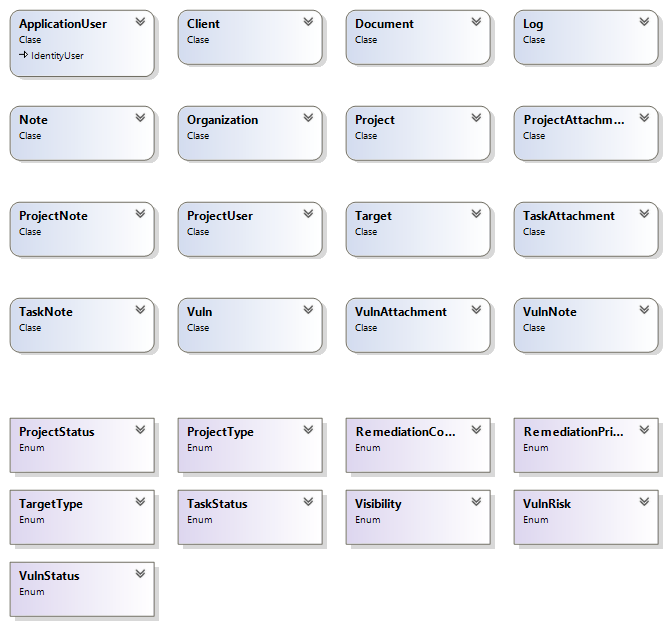 ApplicationUser
Clase
IdentityUser
Client
Clase
Document
Clase
Log
Clase
Note
Clase
Organization
Clase
Project
Clase
ProjectAttachm...
Clase
ProjectNote
Clase
ProjectUser
Clase
Target
Clase
TaskAttachment
Clase
TaskNote
Clase
Vuln
Clase
VulnAttachment
Clase
VulnNote
Clase
ProjectStatus
Enum
ProjectType
Enum
RemediationCo...
Enum
RemediationPri...
Enum
TargetType
Enum
TaskStatus
Enum
Visibility
Enum
VulnRisk
Enum
VulnStatus
Enum